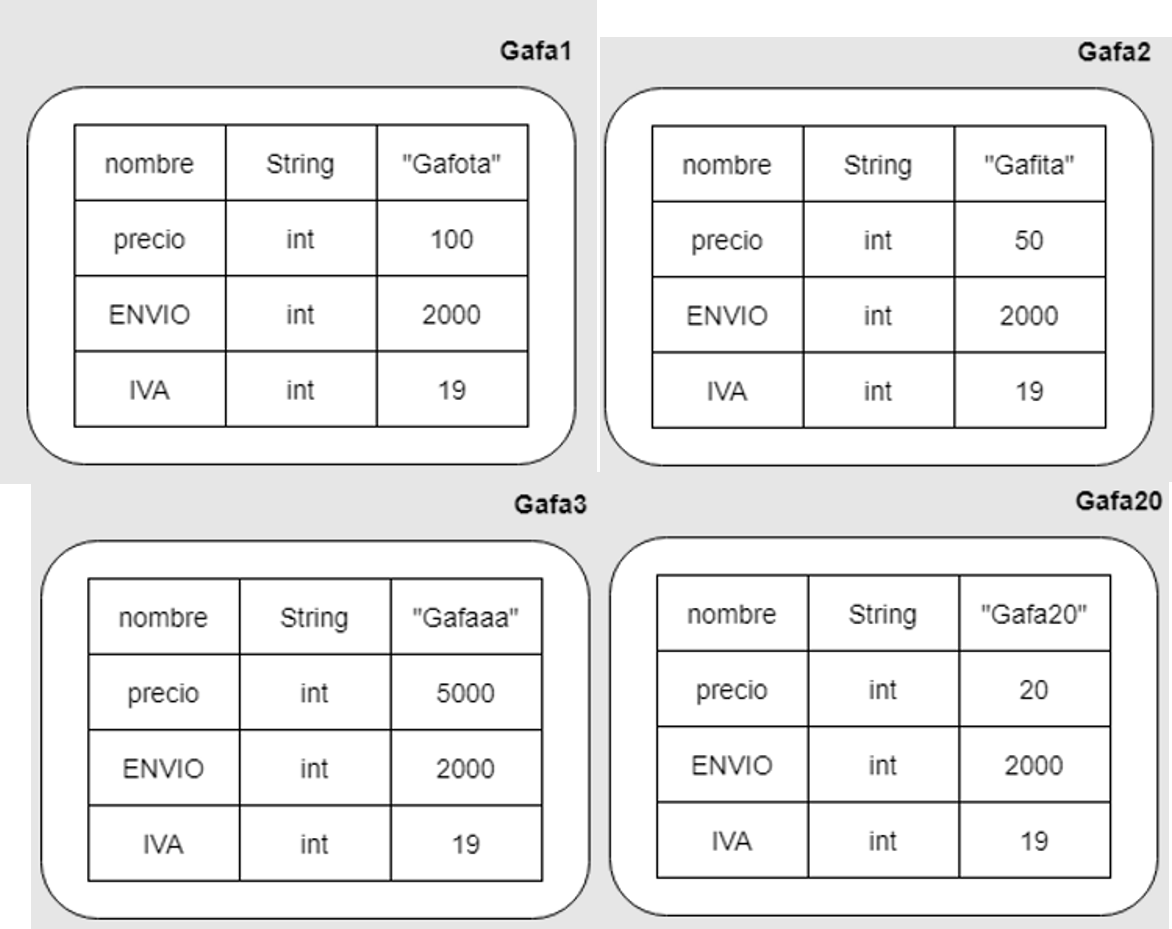 Gafa1
nombre String "Gafota"
precio int 100
ENVIO int 2000
IVA int 19
Gafa2
nombre String "Gafita"
precio int 50
ENVIO int 2000
IVA int 19
Gafa3
nombre String "Gafaaa"
precio int 5000
ENVIO int 2000
IVA int 19
Gafa20
nombre String "Gafa20"
precio int 20
ENVIO int 2000
IVA int 19